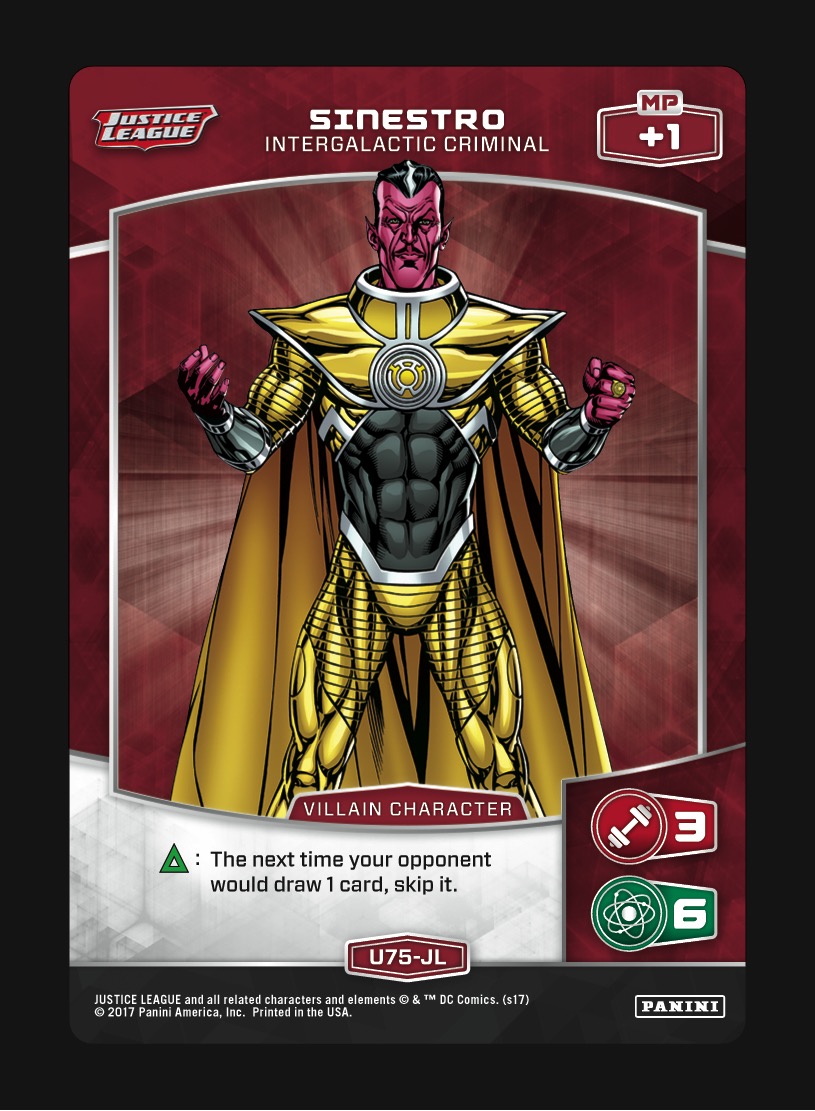 JUSTICE
LEAGUE
SINESTRO
INTERGALACTIC CRIMINAL
MP
+1
VILLAIN CHARACTER
: The next time your opponent
would draw 1 card, skip it.
3
6
U75-JL
JUSTICE LEAGUE and all related characters and elements © & ™ DC Comics. (s17)
© 2017 Panini America, Inc. Printed in the USA.
PANINI